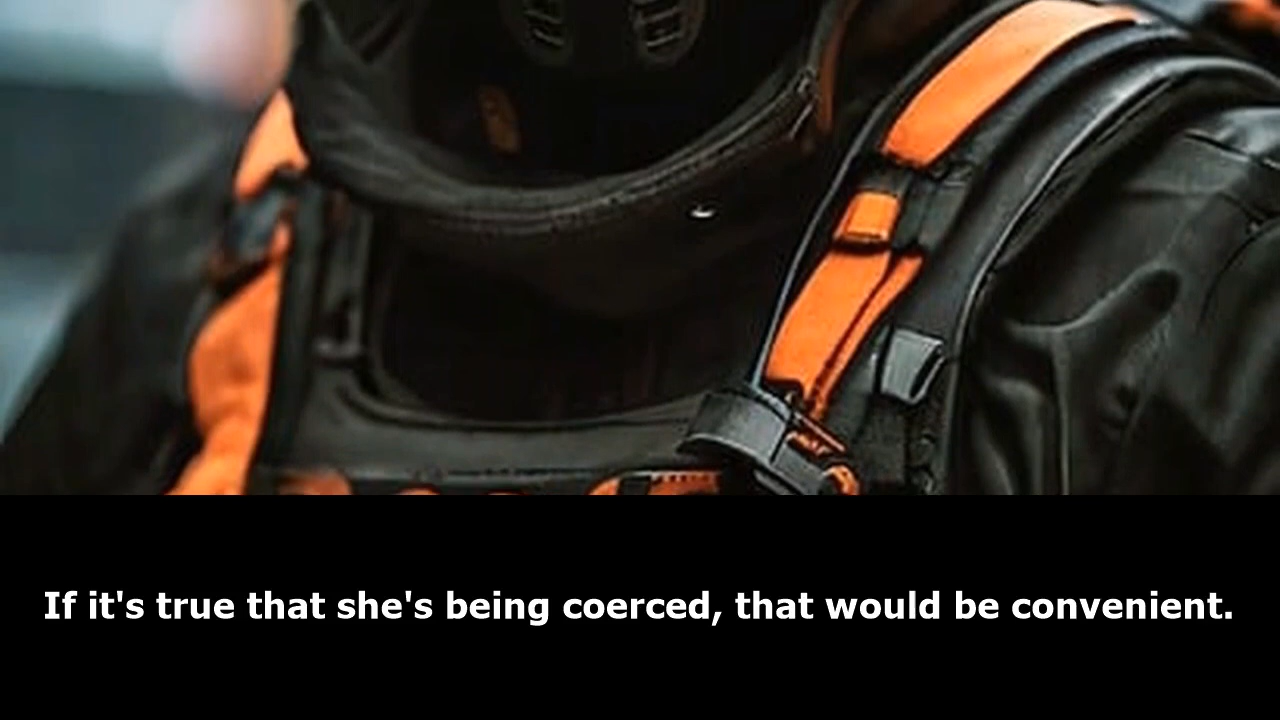 If it's true that she's being coerced, that would be convenient.